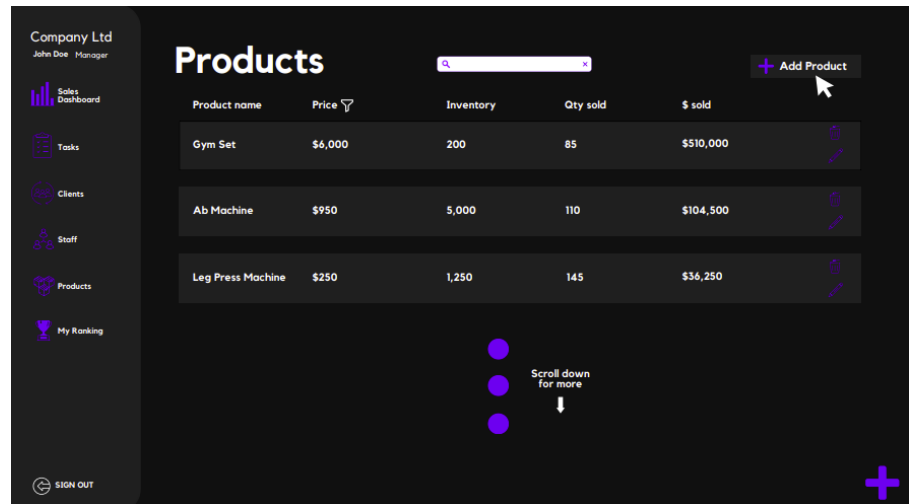 Company Ltd
John Doe Manager
Sales
Dashboard
Tasks
Clients
Staff
Products
My Ranking
SIGN OUT
Products
Add Product
Product name Price Inventory Qty sold $ sold
Gym Set $6,000 200 85 $510,000
Ab Machine $950 5,000 110 $104,500
Leg Press Machine $250 1,250 145 $36,250
Scroll down
for more